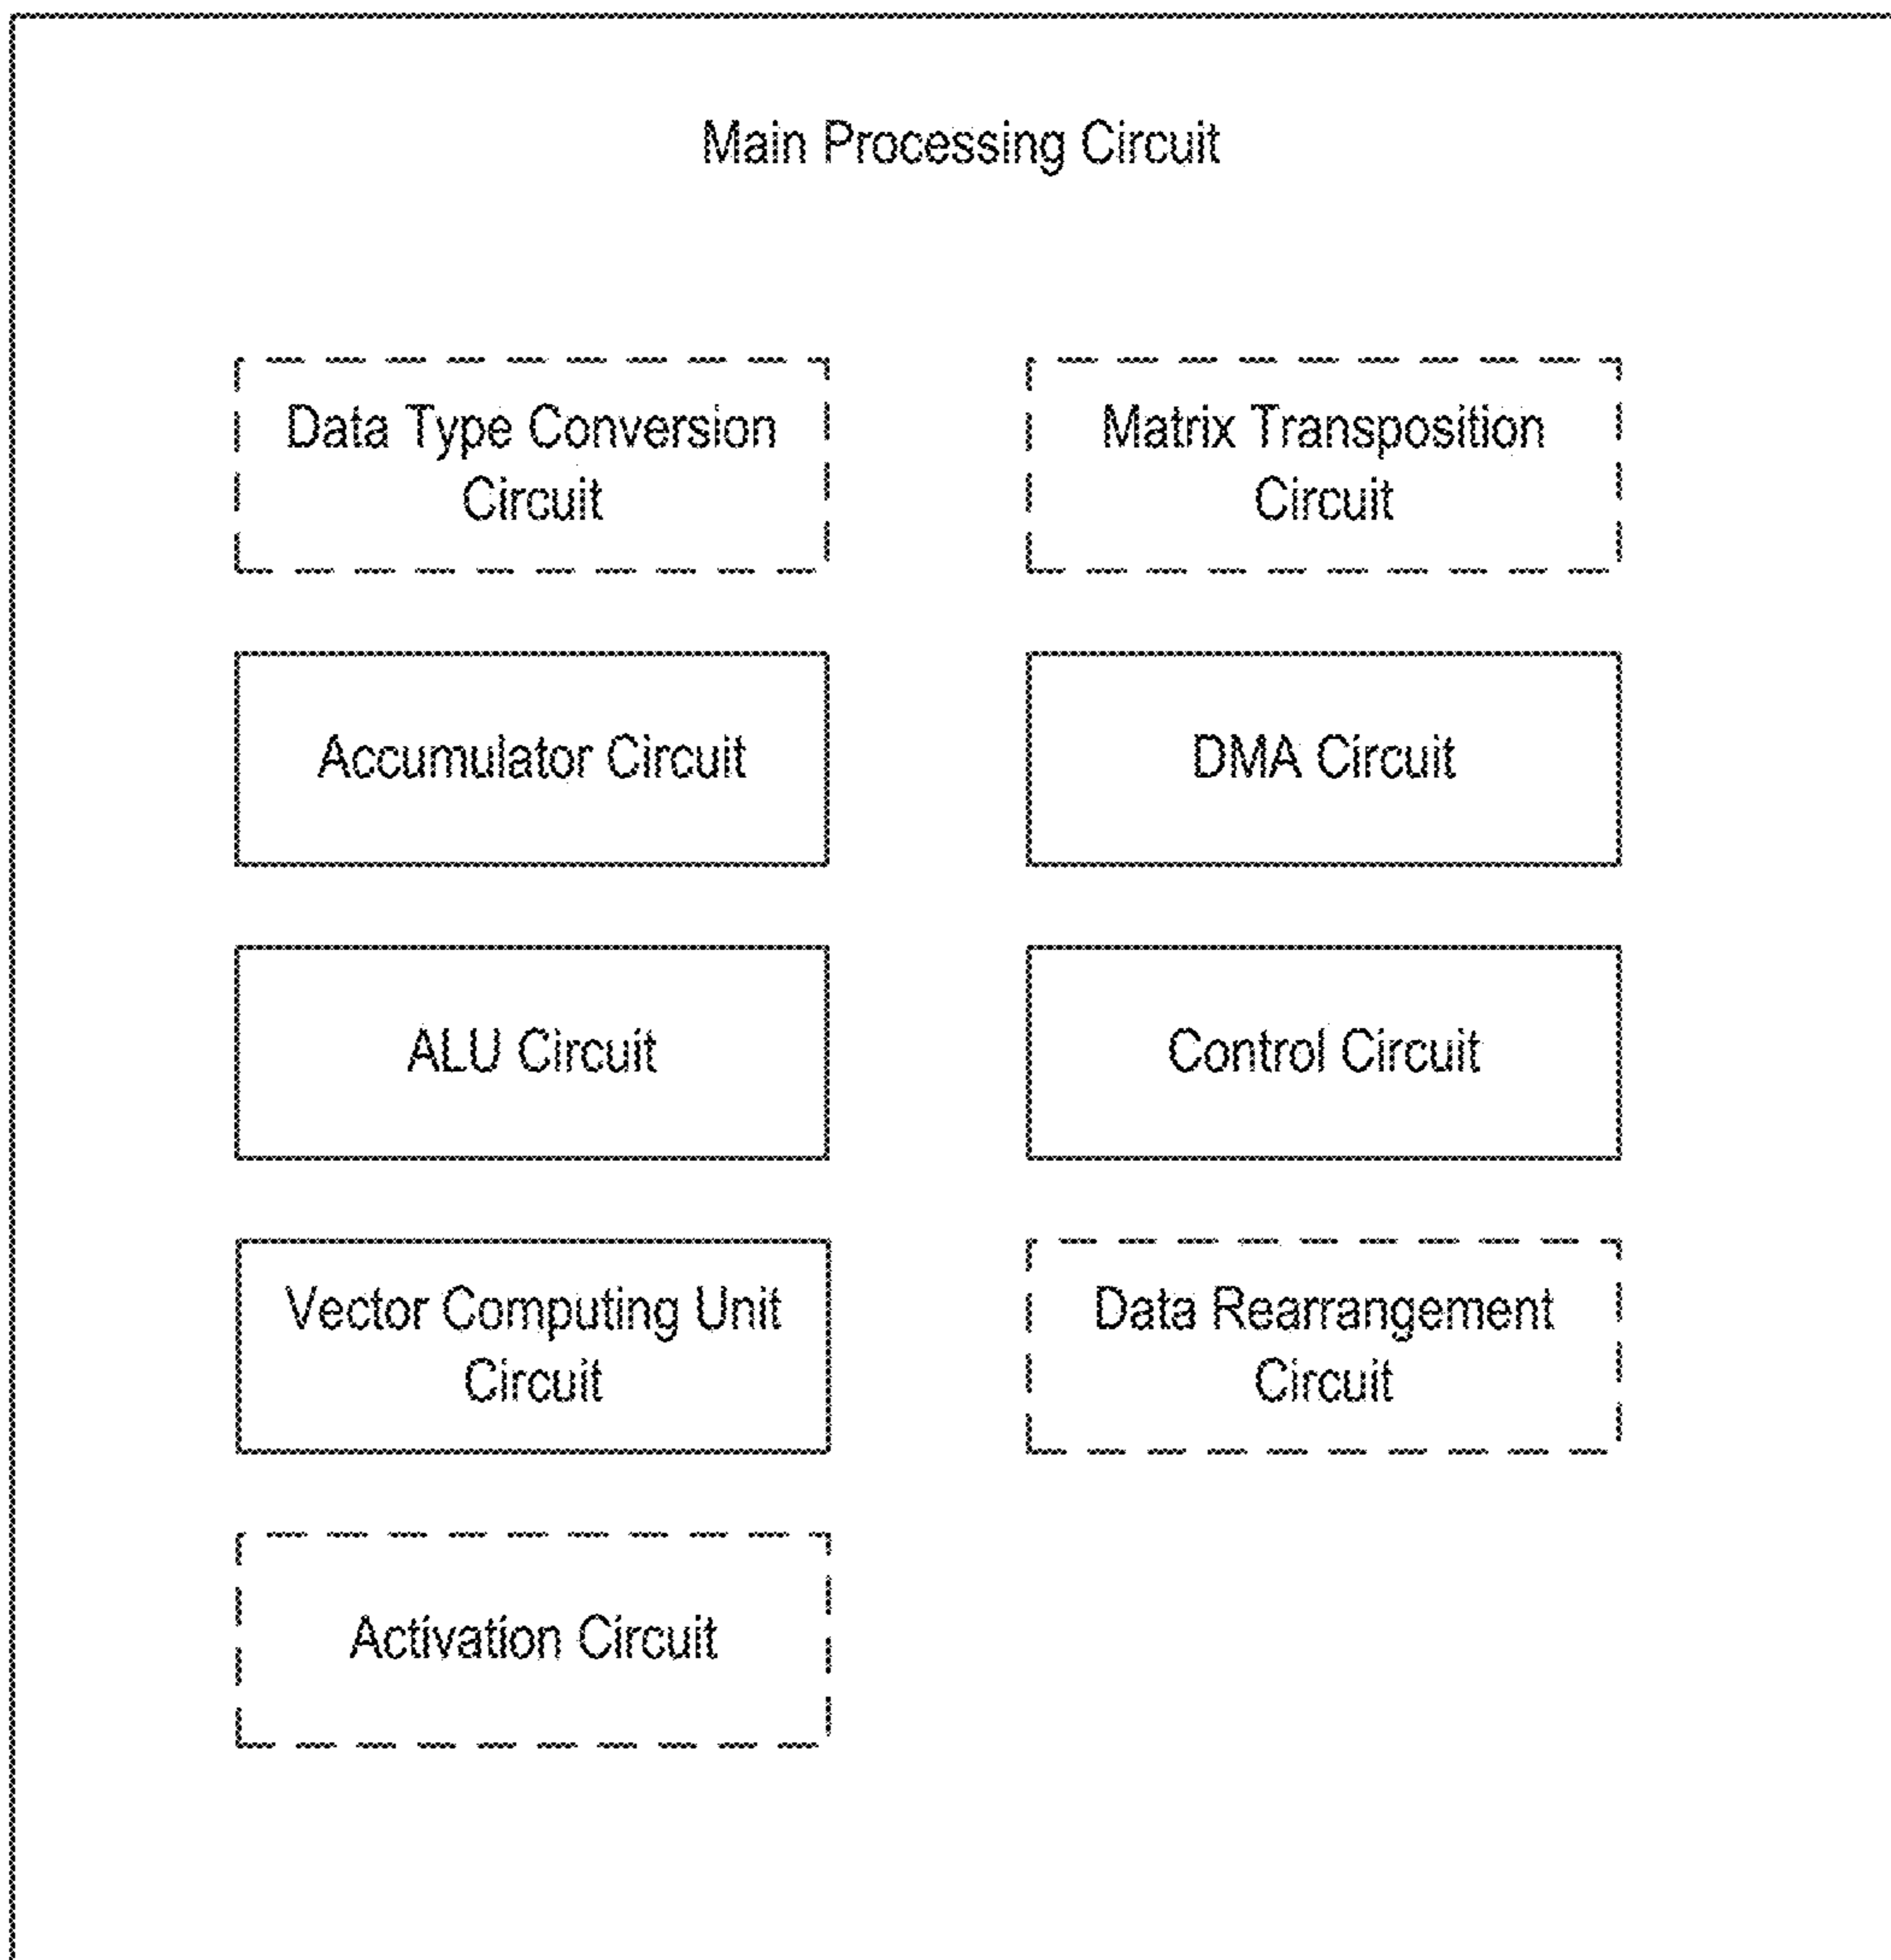 Main Processing Circuit
Data Type Conversion
Circuit
Matrix Transposition
Circuit
Accumulator Circuit
DMA Circuit
ALU Circuit
Control Circuit
Vector Computing Unit
Circuit
Data Rearrangement
Circuit
Activation Circuit